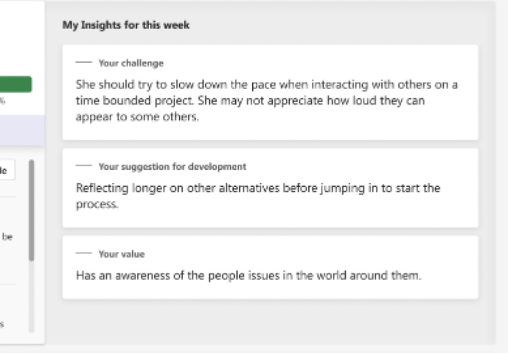 My Insights for this week
Your challenge
She should try to slow down the pace when interacting with others on a
time bounded project. She may not appreciate how loud they can
appear to some others.
Your suggestion for development
Reflecting longer on other alternatives before jumping in to start the
process.
Your value
Has an awareness of the people issues in the world around them.
%
be